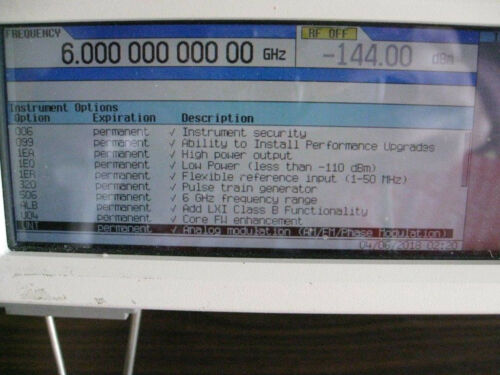 FREQUENCY
RF OFF
6.000 000 000 00 GHz
-144.00 dBm
Instrument Options
Option Expiration Description
006 permanent ✓ Instrument security
099 permanent ✓ Ability to Install Performance Upgrades
1EA permanent ✓ High power output
1EQ permanent ✓ Low Power (less than -110 dBm)
1ER permanent ✓ Flexible reference input (1-50 MHz)
320 permanent ✓ Pulse train generator
506 permanent ✓ 6 GHz frequency range
ALB permanent ✓ Add LXI Class B Functionality
U04 permanent ✓ Core FW enhancement
UNT permanent ✓ Analog modulation (AM/FM/Phase Modulation)
04/06/2018 02:20